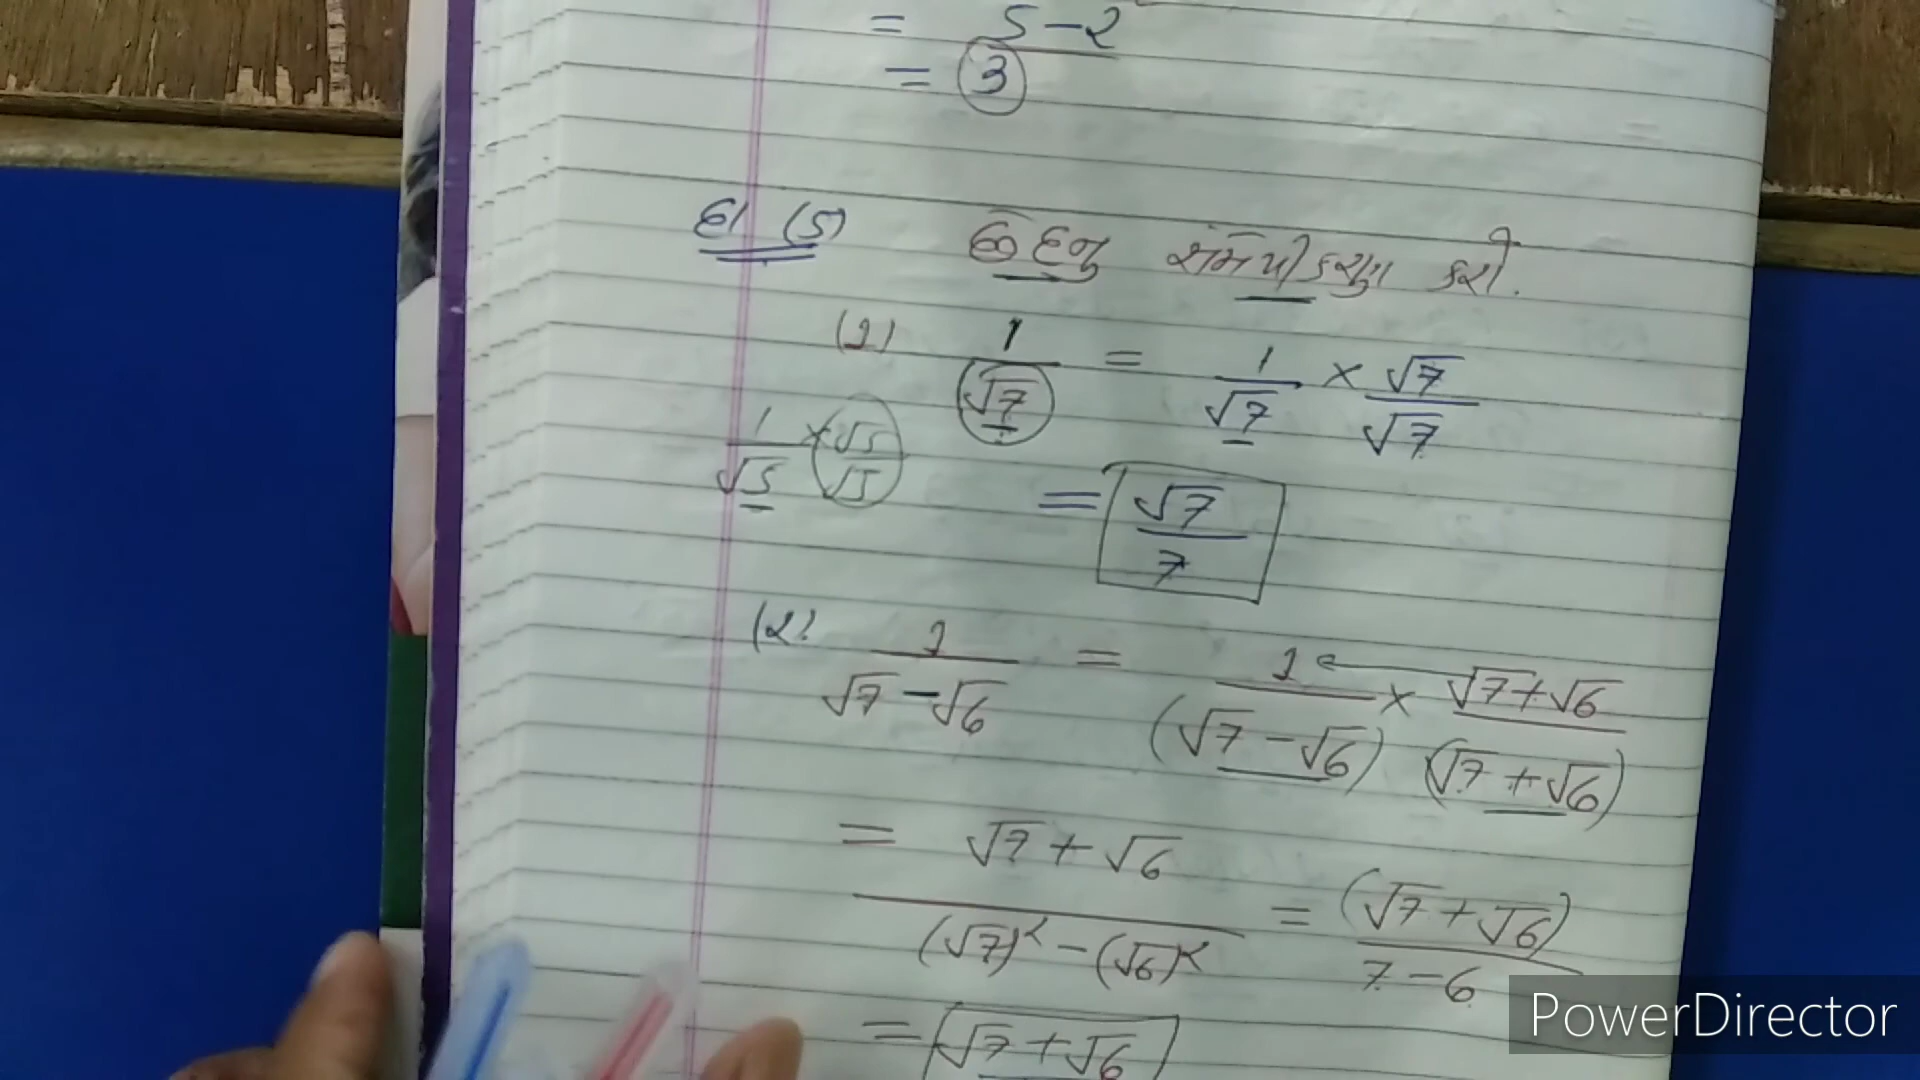 = 5-2
= 3
દા (5) છેદનું સંમેયીકરણ કરો.
(1) 1/√7 = 1/√7 × √7/√7
1/√5 × √5/√5
= √7/7
(2) 1/(√7-√6) = 1/(√7-√6) × (√7+√6)/(√7+√6)
= (√7+√6)/((√7)²-(√6)²) = (√7+√6)/(7-6)
= √7+√6
PowerDirector